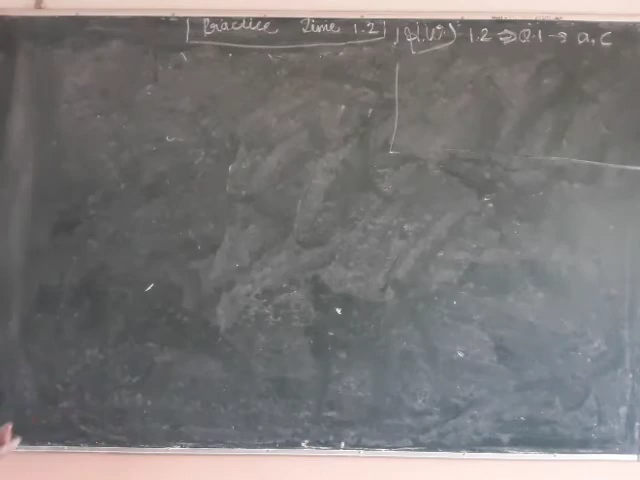 Practice Time 1.2
H.W. 1.2 → Q.1 → a, c